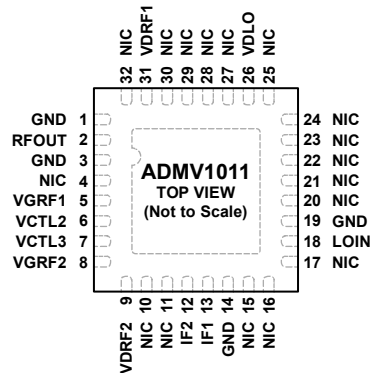 32 NIC
31 VDRF1
30 NIC
29 NIC
28 NIC
27 NIC
26 VDLO
25 NIC
GND 1
RFOUT 2
GND 3
NIC 4
VGRF1 5
VCTL2 6
VCTL3 7
VGRF2 8
ADMV1011
TOP VIEW
(Not to Scale)
24 NIC
23 NIC
22 NIC
21 NIC
20 NIC
19 GND
18 LOIN
17 NIC
VDRF2 9
NIC 10
NIC 11
IF2 12
IF1 13
GND 14
NIC 15
NIC 16